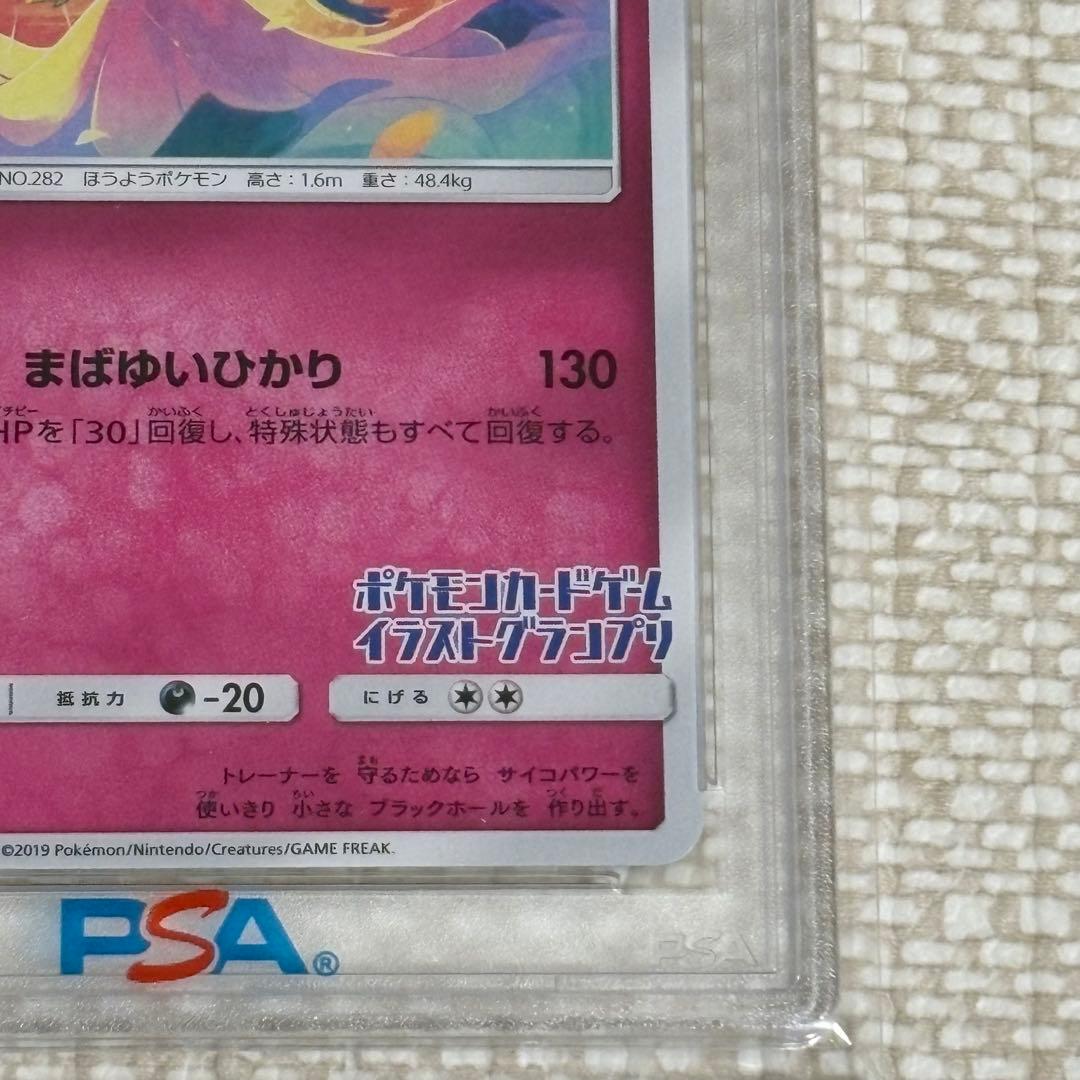 NO.282 ほうようポケモン 高さ：1.6m 重さ：48.4kg
まばゆいひかり 130
HPを「30」回復し、特殊状態もすべて回復する。
ポケモンカードゲーム
イラストグランプリ
抵抗力 -20 にげる
トレーナーを 守るためなら サイコパワーを
使いきり 小さな ブラックホールを 作り出す。
©2019 Pokémon/Nintendo/Creatures/GAME FREAK.
PSA®
PSA